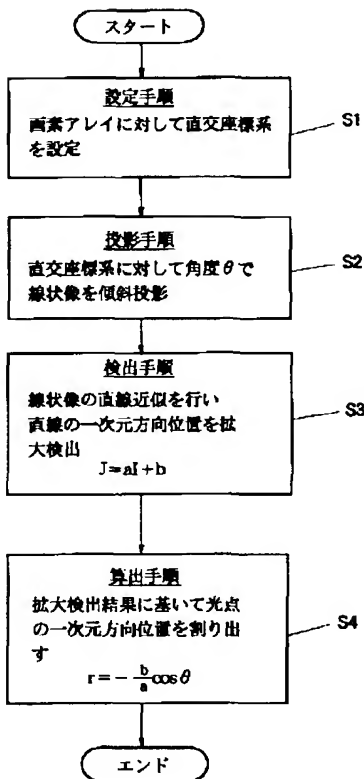 スタート
設定手順
画素アレイに対して直交座標系
を設定
S1
投影手順
直交座標系に対して角度θで
線状像を傾斜投影
S2
検出手順
線状像の直線近似を行い
直線の一次元方向位置を拡
大検出
J=aI+b
S3
算出手順
拡大検出結果に基いて光点
の一次元方向位置を割り出
す
r=-b/a cosθ
S4
エンド